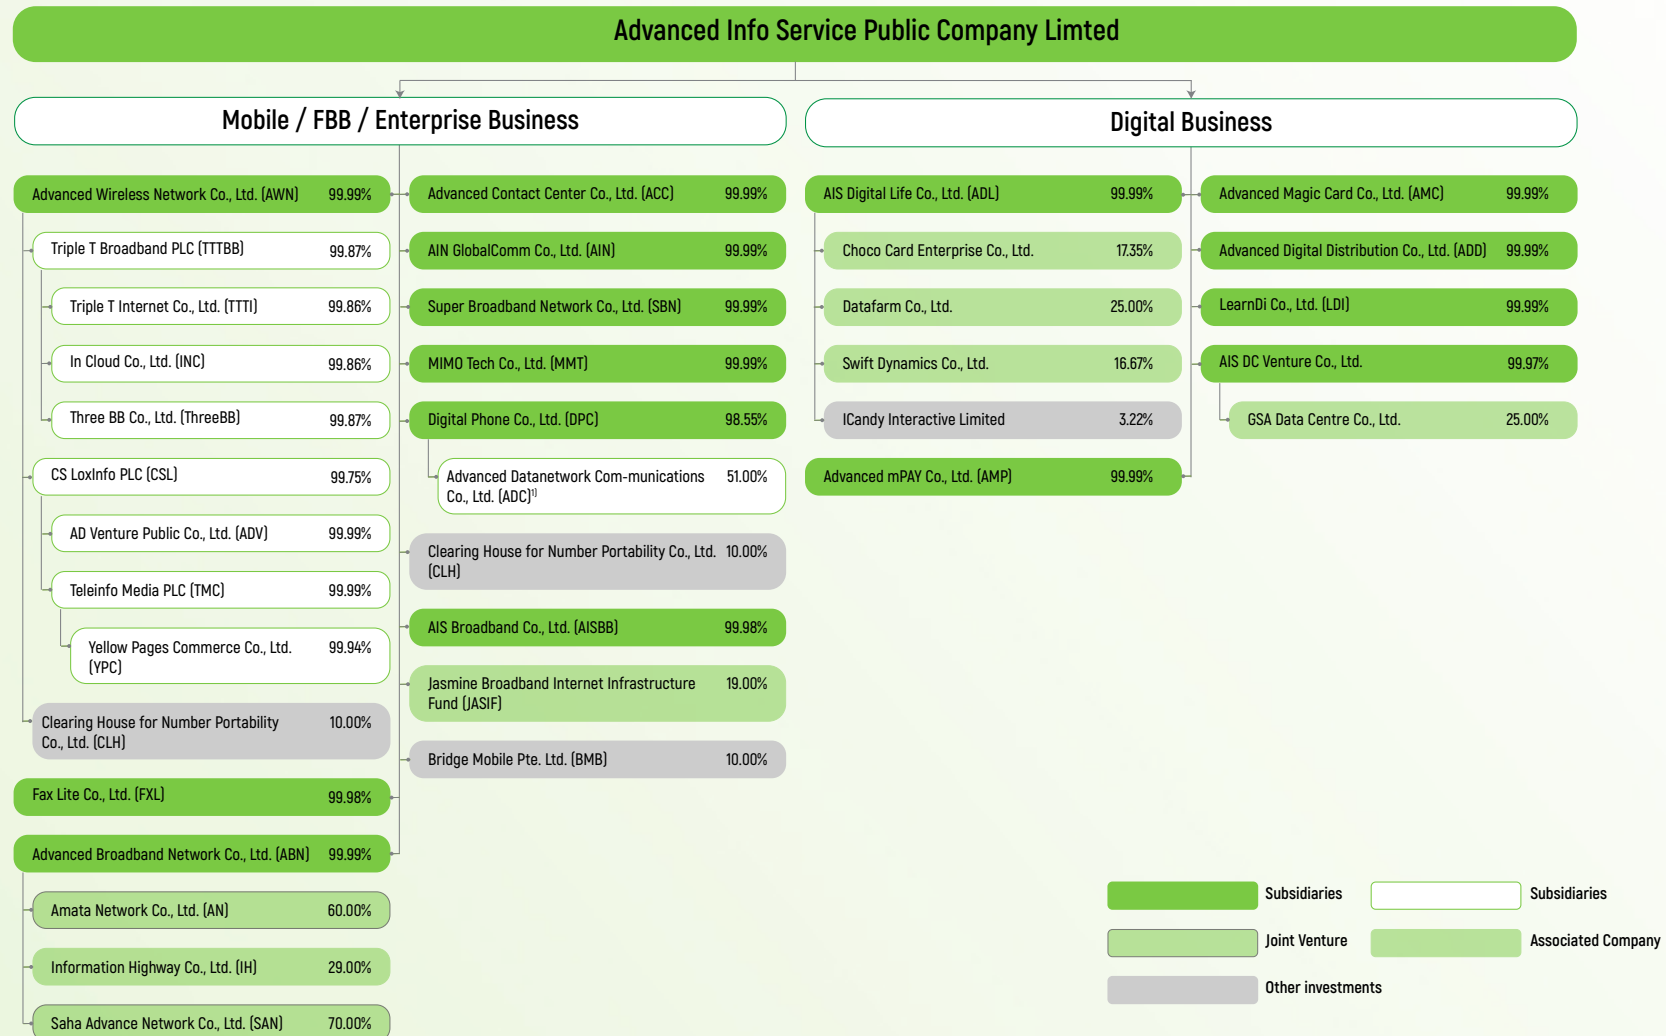 Advanced Info Service Public Company Limted
Mobile / FBB / Enterprise Business
Advanced Wireless Network Co., Ltd. (AWN) 99.99%
Triple T Broadband PLC (TTTBB) 99.87%
Triple T Internet Co., Ltd. (TTTI) 99.86%
In Cloud Co., Ltd. (INC) 99.86%
Three BB Co., Ltd. (ThreeBB) 99.87%
CS LoxInfo PLC (CSL) 99.75%
AD Venture Public Co., Ltd. (ADV) 99.99%
Teleinfo Media PLC (TMC) 99.99%
Yellow Pages Commerce Co., Ltd. 99.94%
(YPC)
Clearing House for Number Portability 10.00%
Co., Ltd. (CLH)
Fax Lite Co., Ltd. (FXL) 99.98%
Advanced Broadband Network Co., Ltd. (ABN) 99.99%
Amata Network Co., Ltd. (AN) 60.00%
Information Highway Co., Ltd. (IH) 29.00%
Saha Advance Network Co., Ltd. (SAN) 70.00%
Advanced Contact Center Co., Ltd. (ACC) 99.99%
AIN GlobalComm Co., Ltd. (AIN) 99.99%
Super Broadband Network Co., Ltd. (SBN) 99.99%
MIMO Tech Co., Ltd. (MMT) 99.99%
Digital Phone Co., Ltd. (DPC) 98.55%
Advanced Datanetwork Com-munications 51.00%
Co., Ltd. (ADC)1)
Clearing House for Number Portability Co., Ltd. 10.00%
(CLH)
AIS Broadband Co., Ltd. (AISBB) 99.98%
Jasmine Broadband Internet Infrastructure 19.00%
Fund (JASIF)
Bridge Mobile Pte. Ltd. (BMB) 10.00%
Digital Business
AIS Digital Life Co., Ltd. (ADL) 99.99%
Choco Card Enterprise Co., Ltd. 17.35%
Datafarm Co., Ltd. 25.00%
Swift Dynamics Co., Ltd. 16.67%
ICandy Interactive Limited 3.22%
Advanced mPAY Co., Ltd. (AMP) 99.99%
Advanced Magic Card Co., Ltd. (AMC) 99.99%
Advanced Digital Distribution Co., Ltd. (ADD) 99.99%
LearnDi Co., Ltd. (LDI) 99.99%
AIS DC Venture Co., Ltd. 99.97%
GSA Data Centre Co., Ltd. 25.00%
Subsidiaries
Subsidiaries
Joint Venture
Associated Company
Other investments